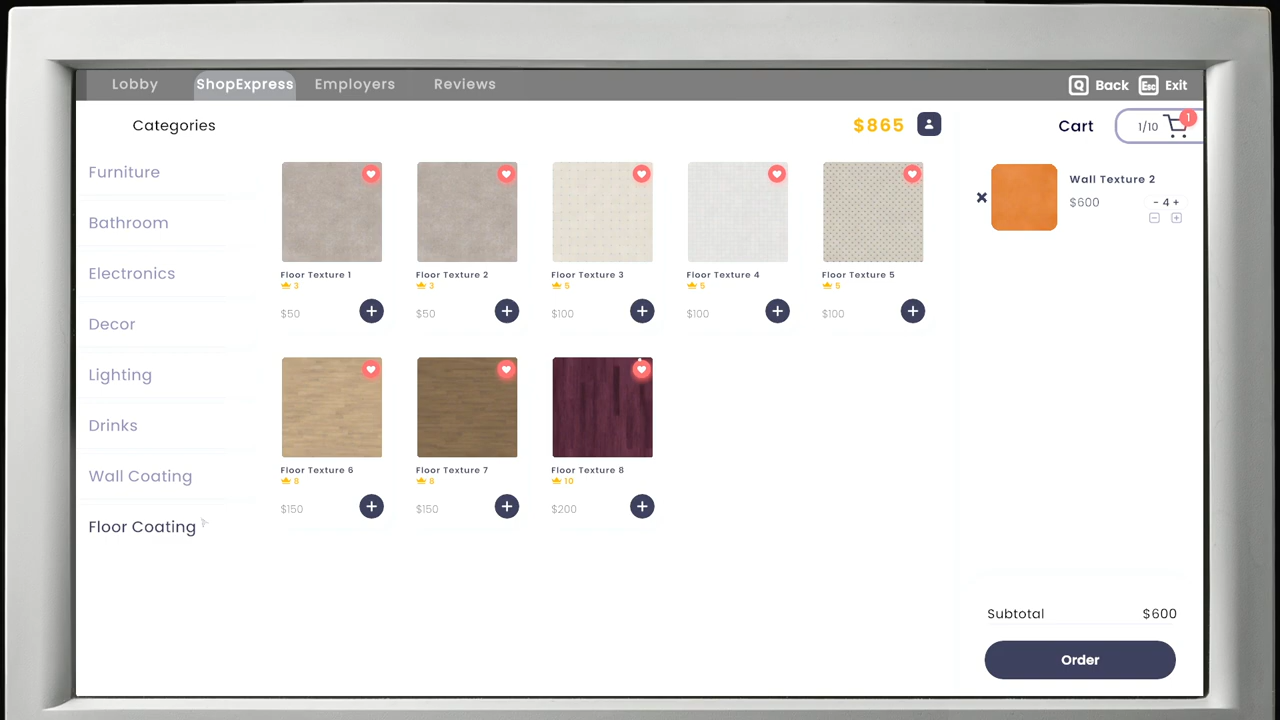 Lobby
ShopExpress
Employers
Reviews
Q Back Esc Exit
Categories
$865
Cart
1/10
1
Furniture
Bathroom
Electronics
Decor
Lighting
Drinks
Wall Coating
Floor Coating
Floor Texture 1
3
$50
Floor Texture 2
3
$50
Floor Texture 3
5
$100
Floor Texture 4
5
$100
Floor Texture 5
5
$100
Floor Texture 6
8
$150
Floor Texture 7
8
$150
Floor Texture 8
10
$200
Wall Texture 2
$600
- 4 +
Subtotal $600
Order